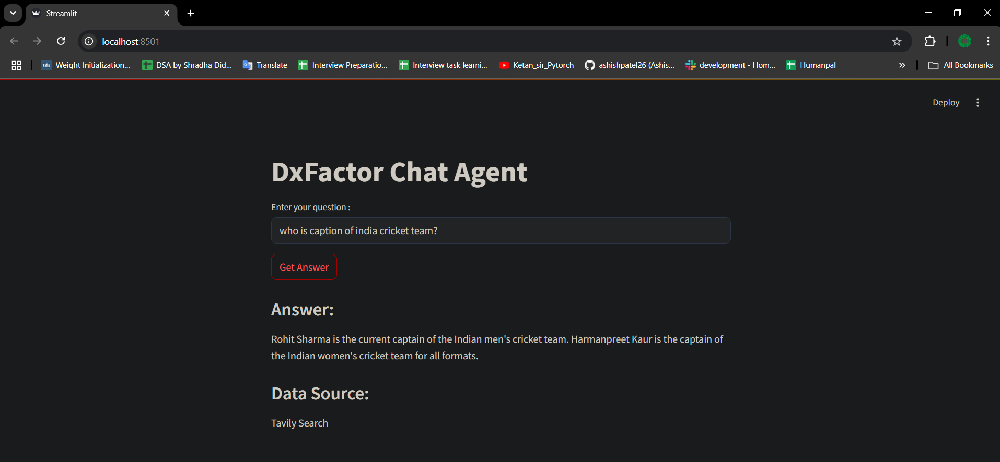 Streamlit
localhost:8501
tds Weight Initialization... DSA by Shradha Did... Translate Interview Preparatio... Interview task learni... Ketan_sir_Pytorch ashishpatel26 (Ashis... development - Hom... Humanpal All Bookmarks
Deploy
DxFactor Chat Agent
Enter your question :
who is caption of india cricket team?
Get Answer
Answer:
Rohit Sharma is the current captain of the Indian men's cricket team. Harmanpreet Kaur is the captain of
the Indian women's cricket team for all formats.
Data Source:
Tavily Search